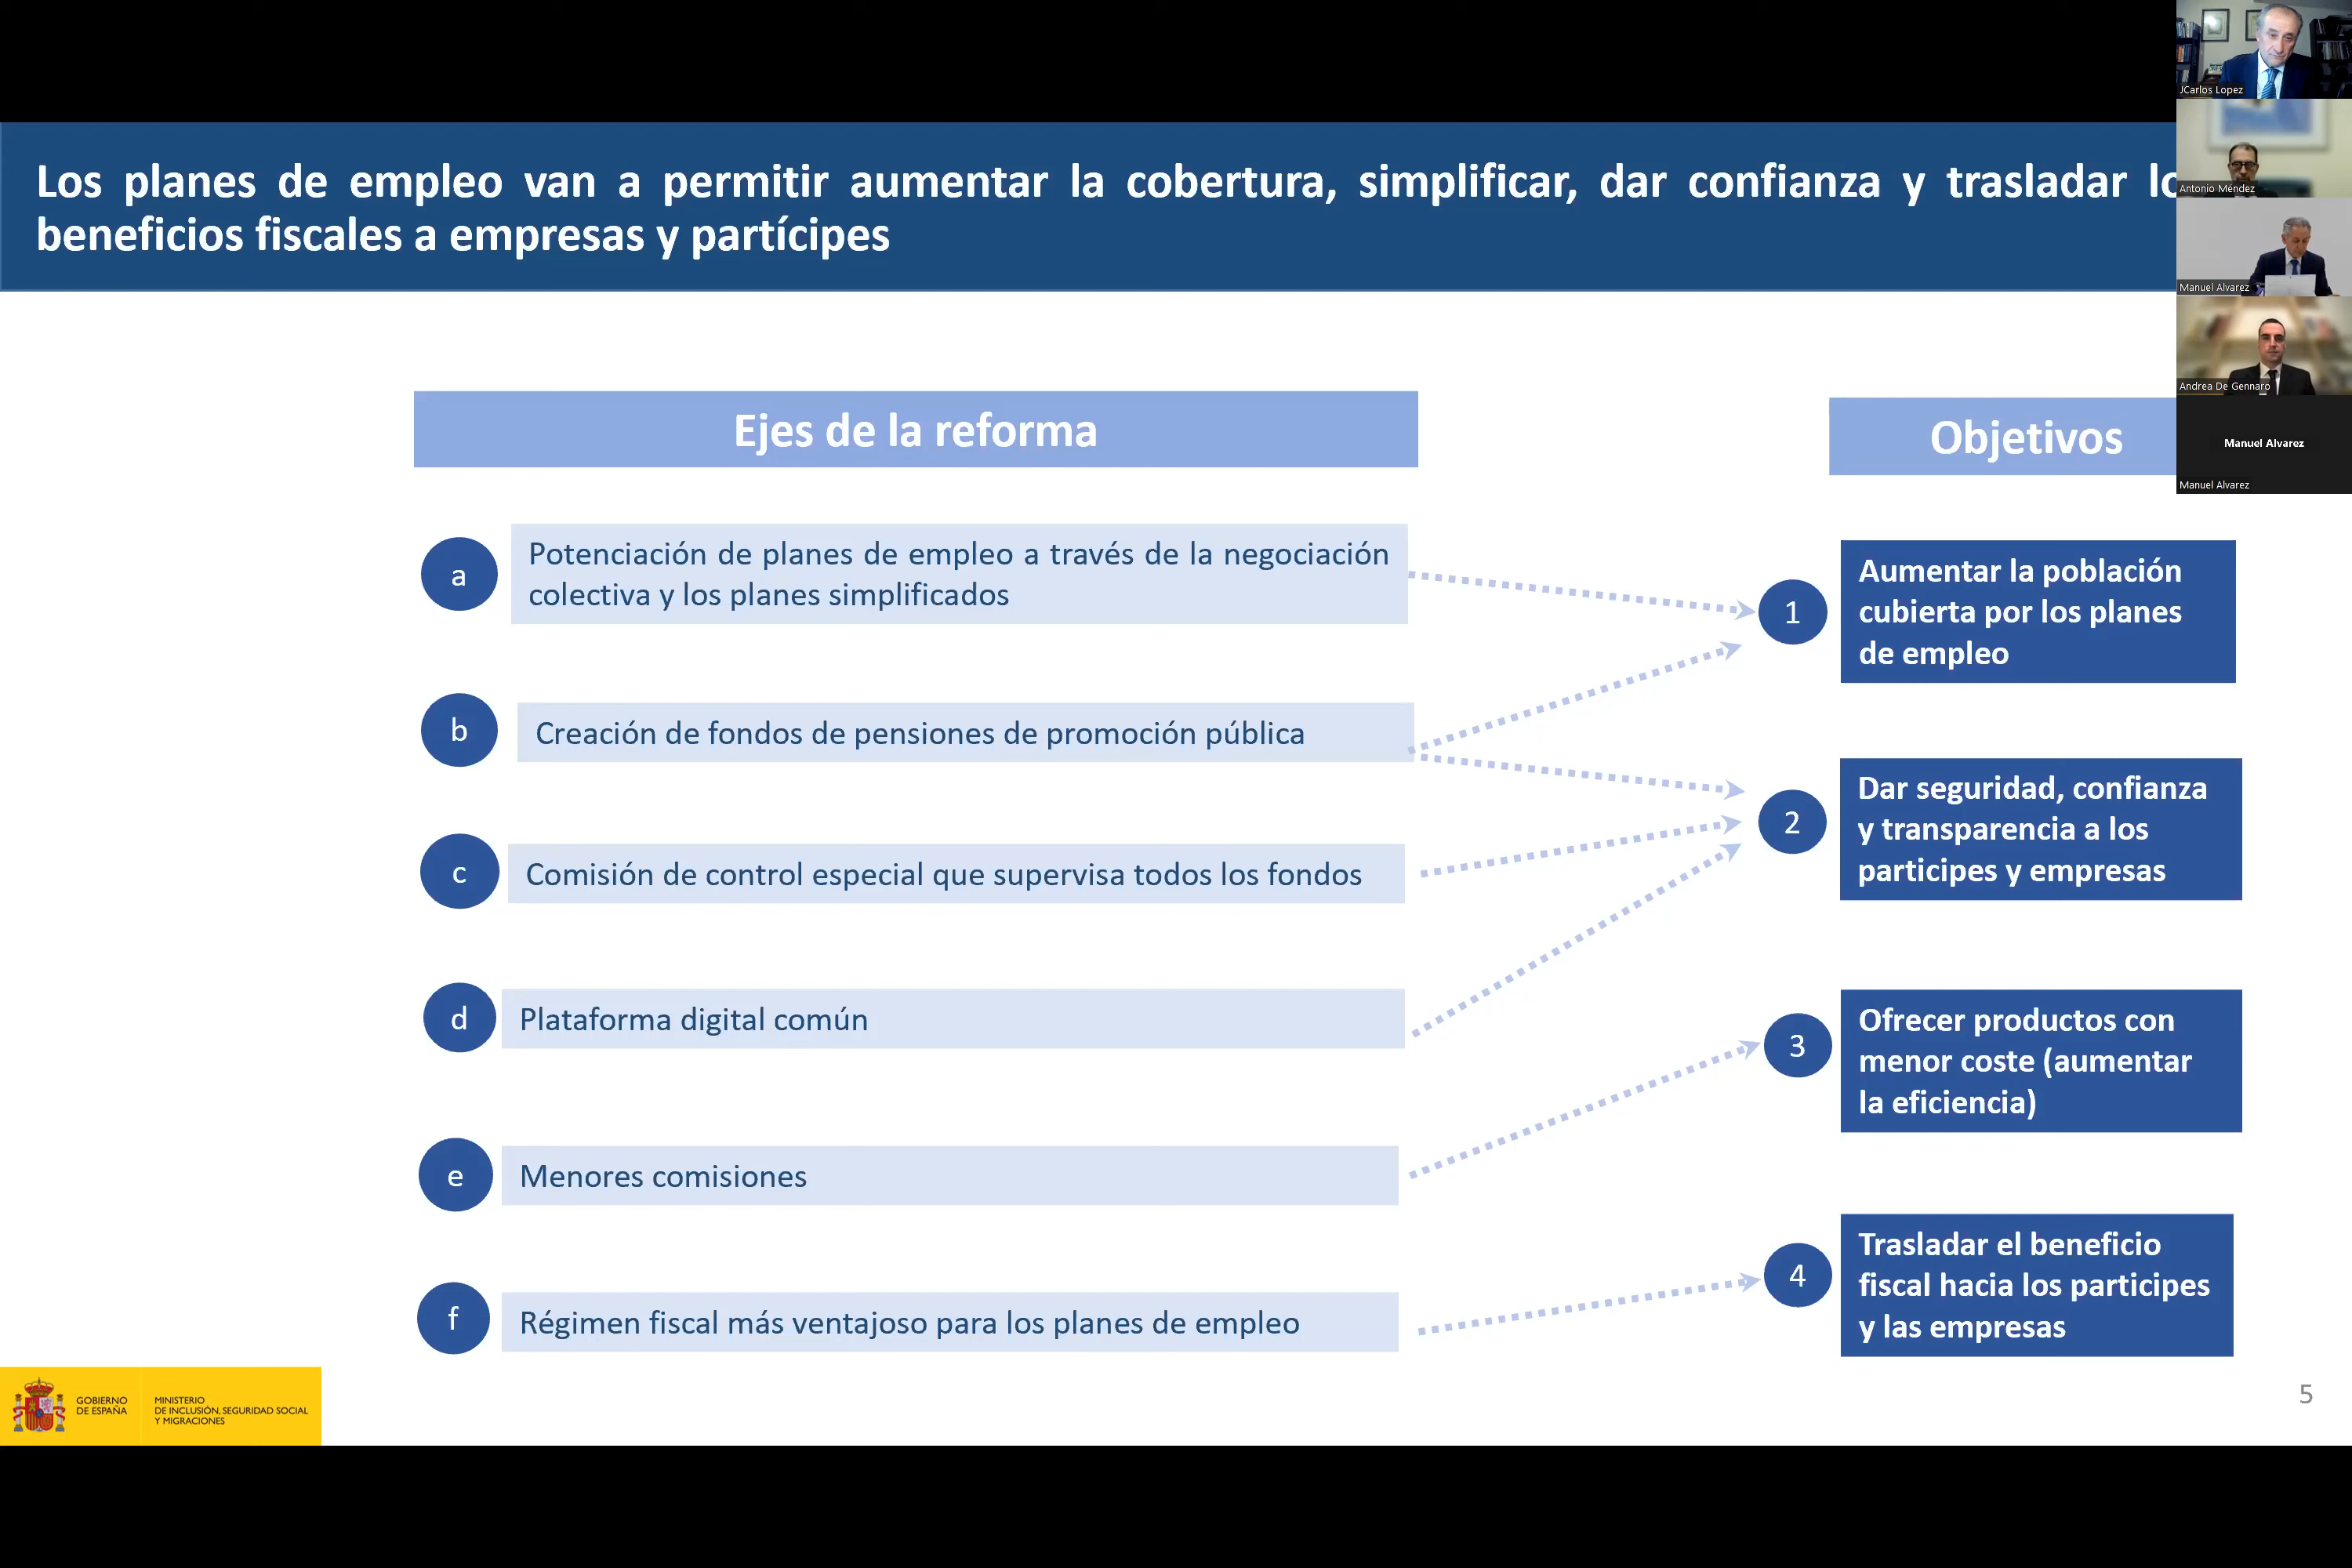 JCarlos Lopez
Los planes de empleo van a permitir aumentar la cobertura, simplificar, dar confianza y trasladar
beneficios fiscales a empresas y partícipes
Antonio Méndez
Manuel Alvarez
Andrea De Gennaro
Manuel Alvarez
Manuel Alvarez
Ejes de la reforma
Objetivos
a
Potenciación de planes de empleo a través de la negociación
colectiva y los planes simplificados
b
Creación de fondos de pensiones de promoción pública
c
Comisión de control especial que supervisa todos los fondos
d
Plataforma digital común
e
Menores comisiones
f
Régimen fiscal más ventajoso para los planes de empleo
1
Aumentar la población
cubierta por los planes
de empleo
2
Dar seguridad, confianza
y transparencia a los
participes y empresas
3
Ofrecer productos con
menor coste (aumentar
la eficiencia)
4
Trasladar el beneficio
fiscal hacia los participes
y las empresas
GOBIERNO
DE ESPAÑA
MINISTERIO
DE INCLUSIÓN, SEGURIDAD SOCIAL
Y MIGRACIONES
5